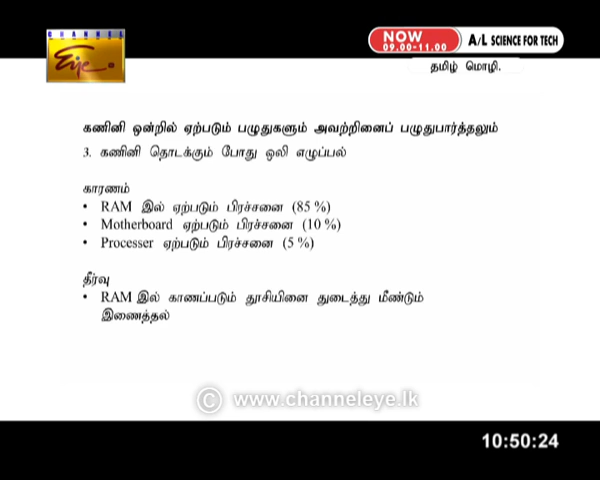 CHANNEL
Eye
NOW
09.00-11.00
A/L SCIENCE FOR TECH
தமிழ் மொழி.
கணினி ஒன்றில் ஏற்படும் பழுதுகளும் அவற்றினைப் பழுதுபார்த்தலும்
3. கணினி தொடக்கும் போது ஒலி எழுப்பல்
காரணம்
• RAM இல் ஏற்படும் பிரச்சனை (85 %)
• Motherboard ஏற்படும் பிரச்சனை (10 %)
• Processer ஏற்படும் பிரச்சனை (5 %)
தீர்வு
• RAM இல் காணப்படும் தூசியினை துடைத்து மீண்டும்
இணைத்தல்
© www.channeleye.lk
10:50:24